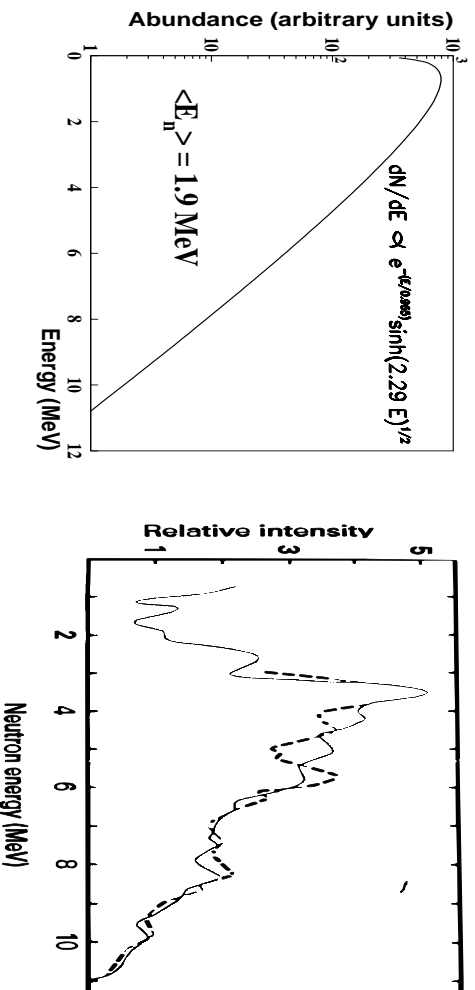 Abundance (arbitrary units)
10³
10²
10
1
0 2 4 6 8 10 12
dN/dE ∝ e^-(E/0.965) sinh(2.29 E)^1/2
<Eₙ> = 1.9 MeV
Energy (MeV)
Relative intensity
5
3
1
2 4 6 8 10
Neutron energy (MeV)